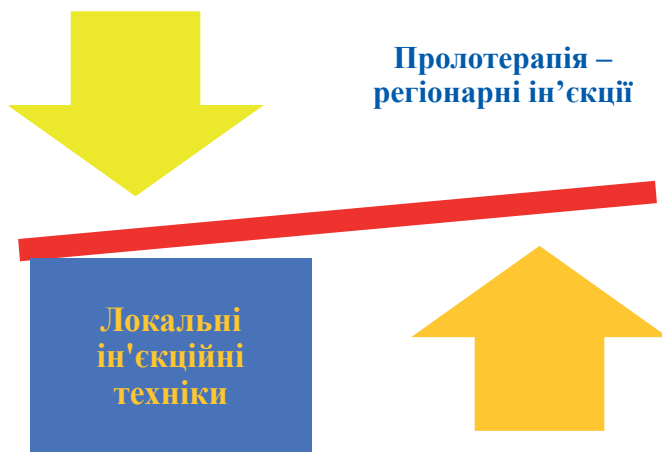 Пролотерапія –
регіонарні ін’єкції
Локальні
ін'єкційні
техніки